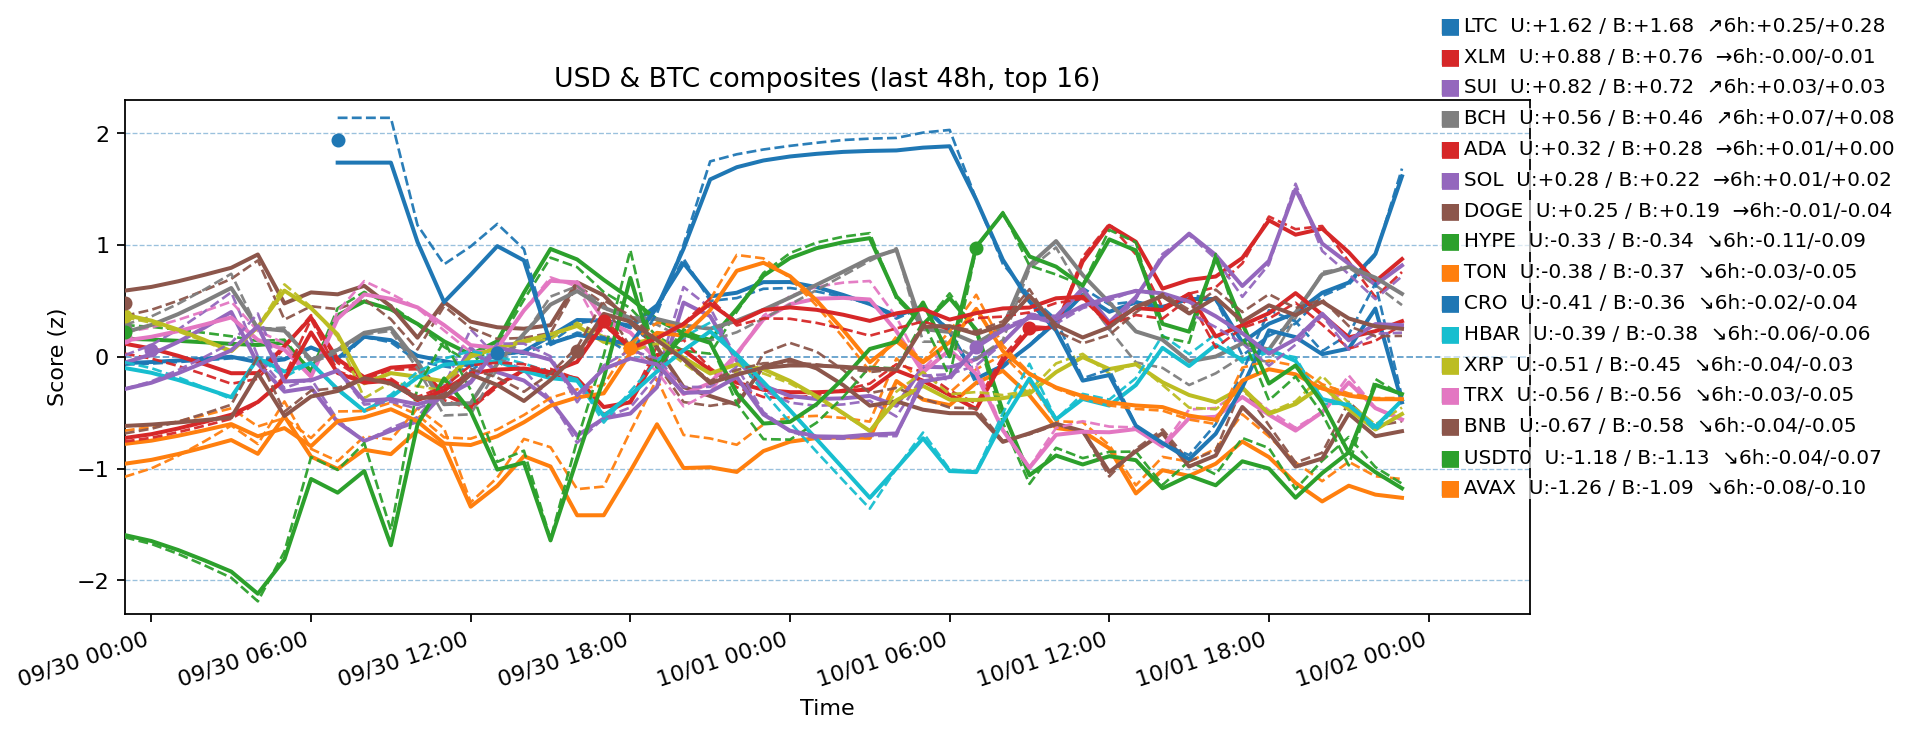 LTC U:+1.62 / B:+1.68 ↗6h:+0.25/+0.28
XLM U:+0.88 / B:+0.76 →6h:-0.00/-0.01
SUI U:+0.82 / B:+0.72 ↗6h:+0.03/+0.03
BCH U:+0.56 / B:+0.46 ↗6h:+0.07/+0.08
ADA U:+0.32 / B:+0.28 →6h:+0.01/+0.00
SOL U:+0.28 / B:+0.22 →6h:+0.01/+0.02
DOGE U:+0.25 / B:+0.19 →6h:-0.01/-0.04
HYPE U:-0.33 / B:-0.34 ↘6h:-0.11/-0.09
TON U:-0.38 / B:-0.37 ↘6h:-0.03/-0.05
CRO U:-0.41 / B:-0.36 ↘6h:-0.02/-0.04
HBAR U:-0.39 / B:-0.38 ↘6h:-0.06/-0.06
XRP U:-0.51 / B:-0.45 ↘6h:-0.04/-0.03
TRX U:-0.56 / B:-0.56 ↘6h:-0.03/-0.05
BNB U:-0.67 / B:-0.58 ↘6h:-0.04/-0.05
USDT0 U:-1.18 / B:-1.13 ↘6h:-0.04/-0.07
AVAX U:-1.26 / B:-1.09 ↘6h:-0.08/-0.10
USD & BTC composites (last 48h, top 16)
Score (z)
2
1
0
−1
−2
09/30 00:00
09/30 06:00
09/30 12:00
09/30 18:00
10/01 00:00
10/01 06:00
10/01 12:00
10/01 18:00
10/02 00:00
Time